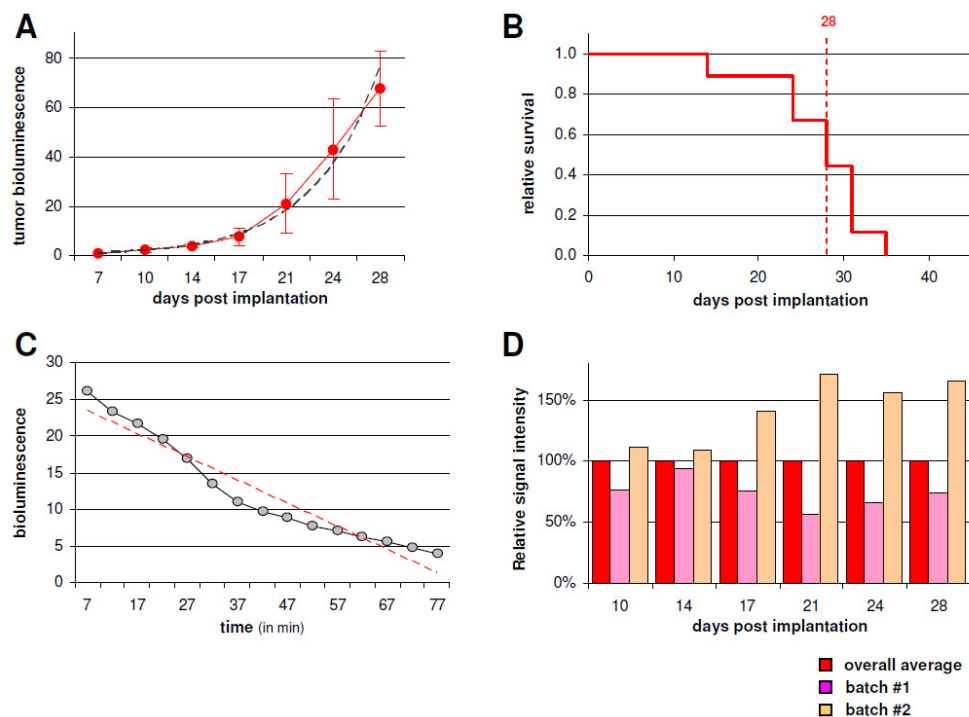 A
tumor bioluminescence
80
60
40
20
0
7 10 14 17 21 24 28
days post implantation
B
28
relative survival
1.0
0.8
0.6
0.4
0.2
0.0
0 10 20 30 40
days post implantation
C
bioluminescence
30
25
20
15
10
5
0
7 17 27 37 47 57 67 77
time (in min)
D
Relative signal intensity
150%
100%
50%
0%
10 14 17 21 24 28
days post implantation
overall average
batch #1
batch #2